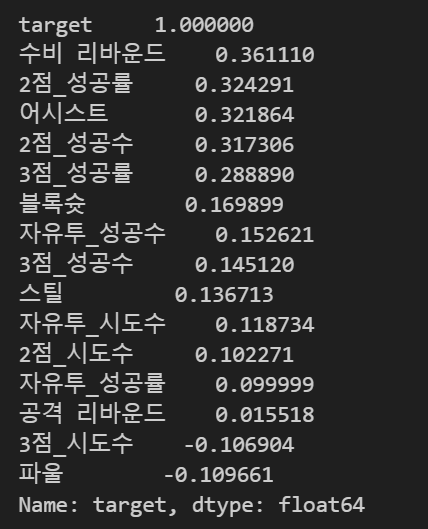 target 1.000000
수비 리바운드 0.361110
2점_성공률 0.324291
어시스트 0.321864
2점_성공수 0.317306
3점_성공률 0.288890
블록슛 0.169899
자유투_성공수 0.152621
3점_성공수 0.145120
스틸 0.136713
자유투_시도수 0.118734
2점_시도수 0.102271
자유투_성공률 0.099999
공격 리바운드 0.015518
3점_시도수 -0.106904
파울 -0.109661
Name: target, dtype: float64